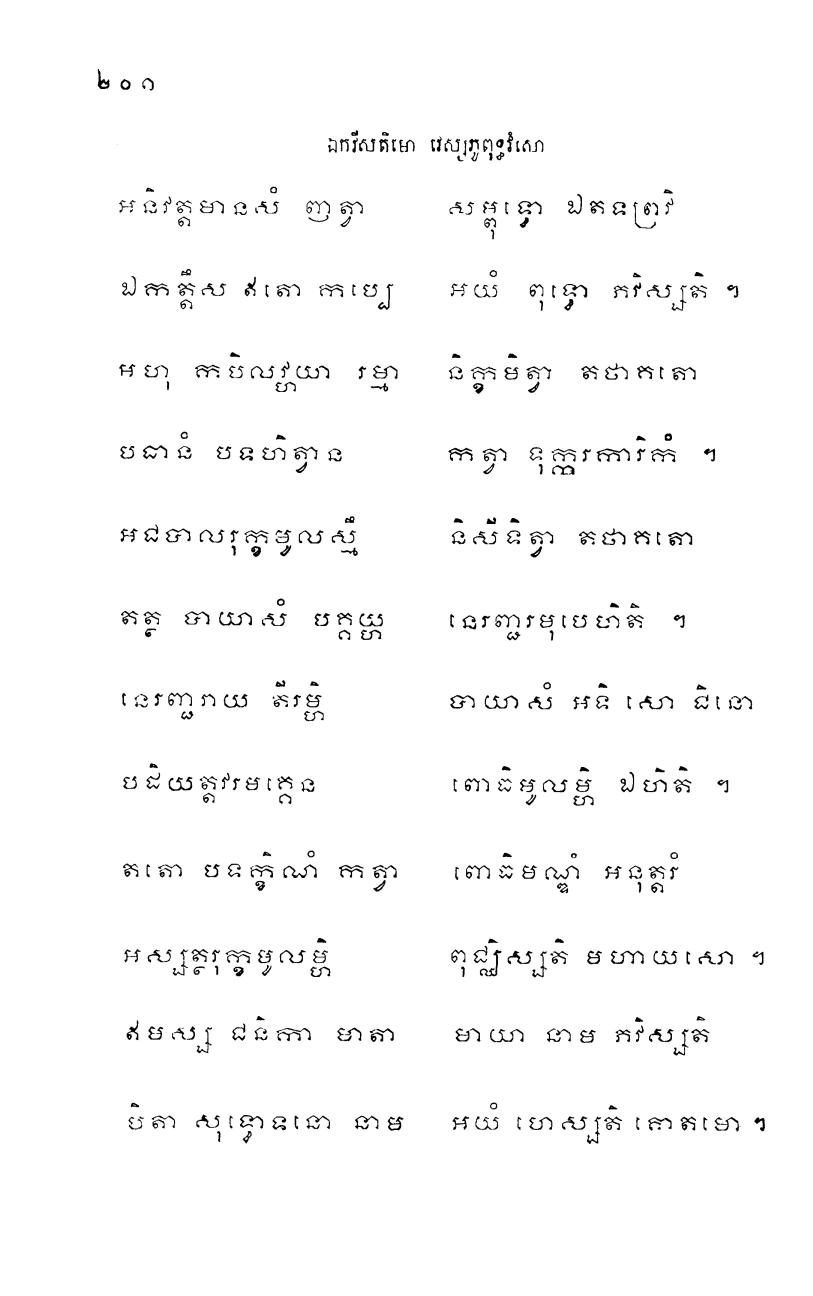 ២០១
ឯកវីសតិមោ វេស្សភូពុទ្ធវំសោ
អនិវត្តមានសំ ញត្វា សម្ពុទ្ធោ ឯតទព្រវិ
ឯកត្តឹស ឥតោ កប្បេ អយំ ពុទ្ធោ ភវិស្សតិ ។
អហុ កបិលវ្ហយា រម្មា និក្ខមិត្វា តថាគតោ
បធានំ បទហិត្វាន កត្វា ទុក្ករការិកំ ។
អជបាលរុក្ខមូលស្មឹ និសីទិត្វា តថាគតោ
តត្ថ បាយាសំ បគ្គយ្ហ នេរញ្ជរមុបេហិតិ ។
នេរញ្ជរាយ តីរម្ហិ បាយាសំ អទិ សោ ជិនោ
បដិយត្តវរមគ្គេន ពោធិមូលម្ហិ ឯហិតិ ។
តតោ បទក្ខិណំ កត្វា ពោធិមណ្ឌំ អនុត្តរំ
អស្សត្ថរុក្ខមូលម្ហិ ពុជ្ឈិស្សតិ មហាយសោ ។
ឥមស្ស ជនិកា មាតា មាយា នាម ភវិស្សតិ
បិតា សុទ្ធោទនោ នាម អយំ ហេស្សតិ គោតមោ ។